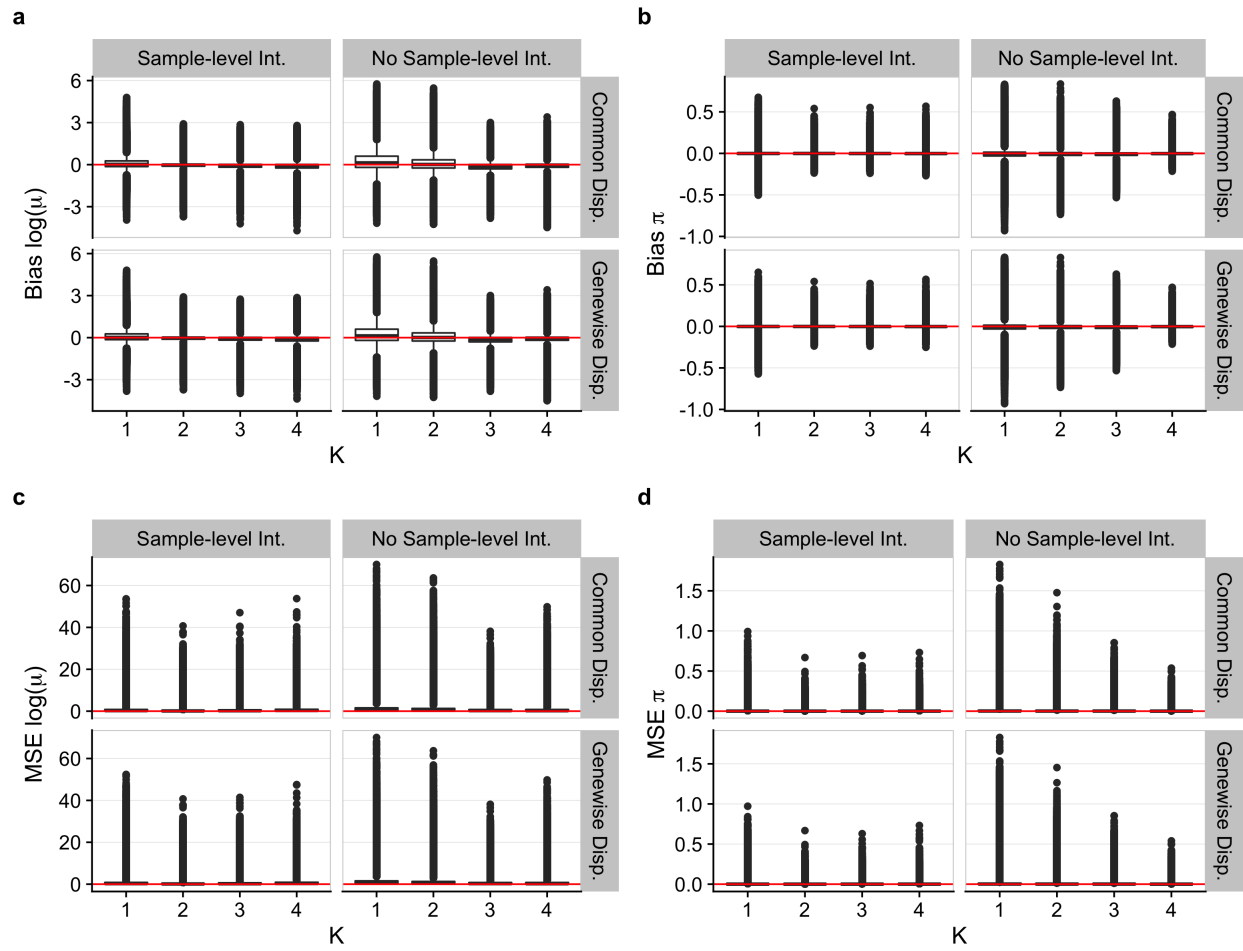 a
Sample-level Int.
No Sample-level Int.
6
3
0
-3
Common Disp.
6
3
0
-3
Genewise Disp.
Bias log(μ)
1 2 3 4
1 2 3 4
K
b
Sample-level Int.
No Sample-level Int.
0.5
0.0
-0.5
-1.0
Common Disp.
0.5
0.0
-0.5
-1.0
Genewise Disp.
Bias π
1 2 3 4
1 2 3 4
K
c
Sample-level Int.
No Sample-level Int.
60
40
20
0
Common Disp.
60
40
20
0
Genewise Disp.
MSE log(μ)
1 2 3 4
1 2 3 4
K
d
Sample-level Int.
No Sample-level Int.
1.5
1.0
0.5
0.0
Common Disp.
1.5
1.0
0.5
0.0
Genewise Disp.
MSE π
1 2 3 4
1 2 3 4
K